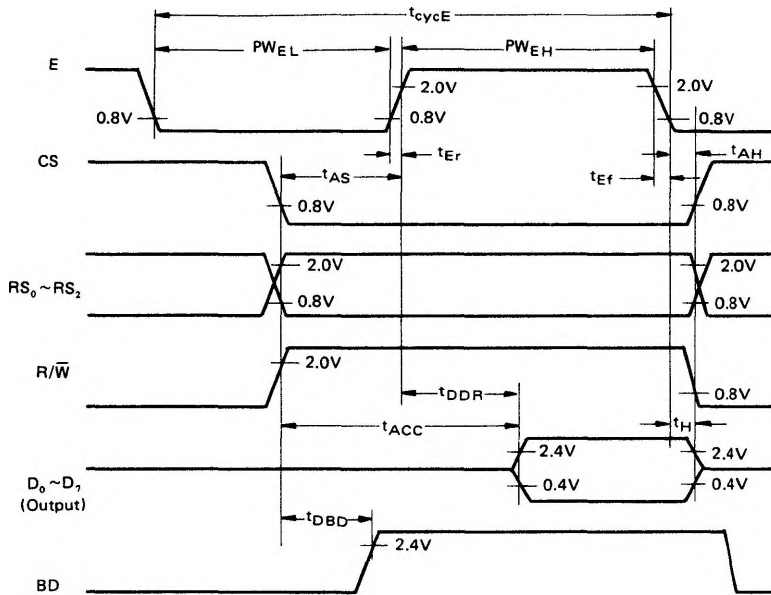 tcycE
PWEL
PWEH
E
2.0V
2.0V
0.8V
0.8V
0.8V
tEr
tAH
CS
tAS
tEf
0.8V
0.8V
2.0V
2.0V
RS₀~RS₂
0.8V
0.8V
R/W̅
2.0V
0.8V
tDDR
tACC
tH
2.4V
2.4V
D₀~D₇
0.4V
0.4V
(Output)
tDBD
2.4V
BD